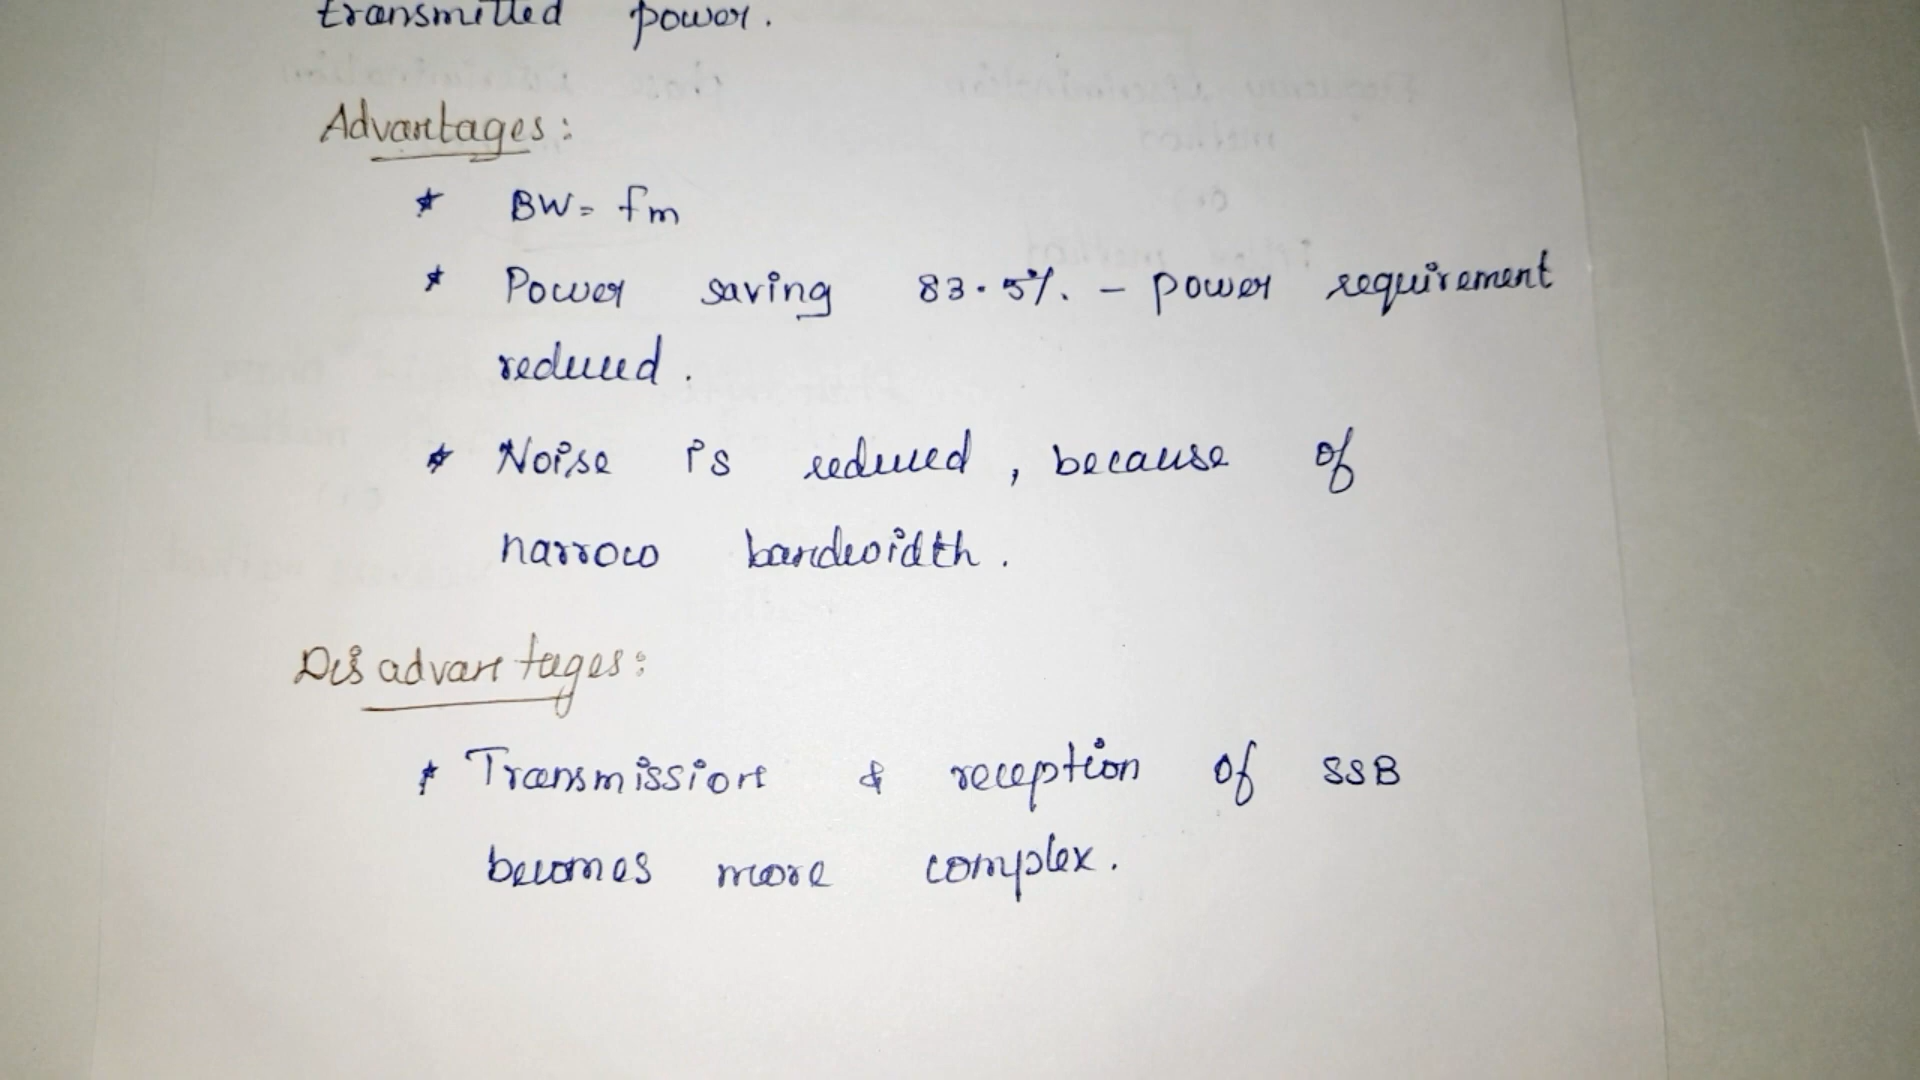 transmitted power.
Advantages:
* BW = fm
* Power saving 83.5% - power requirement
reduced.
* Noise is reduced, because of
narrow bandwidth.
Disadvantages:
* Transmission & reception of SSB
becomes more complex.